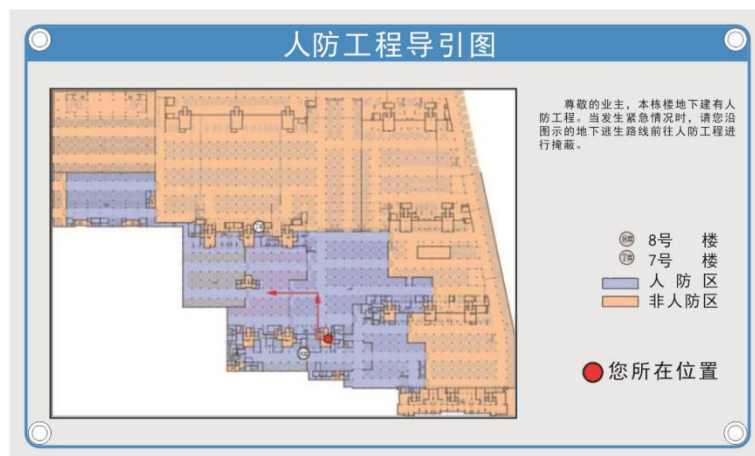 人防工程导引图
尊敬的业主，本栋楼地下建有人
防工程。当发生紧急情况时，请您沿
图示的地下逃生路线前往人防工程进
行掩蔽。
8# 8号 楼
7# 7号 楼
人 防 区
非人防区
您所在位置